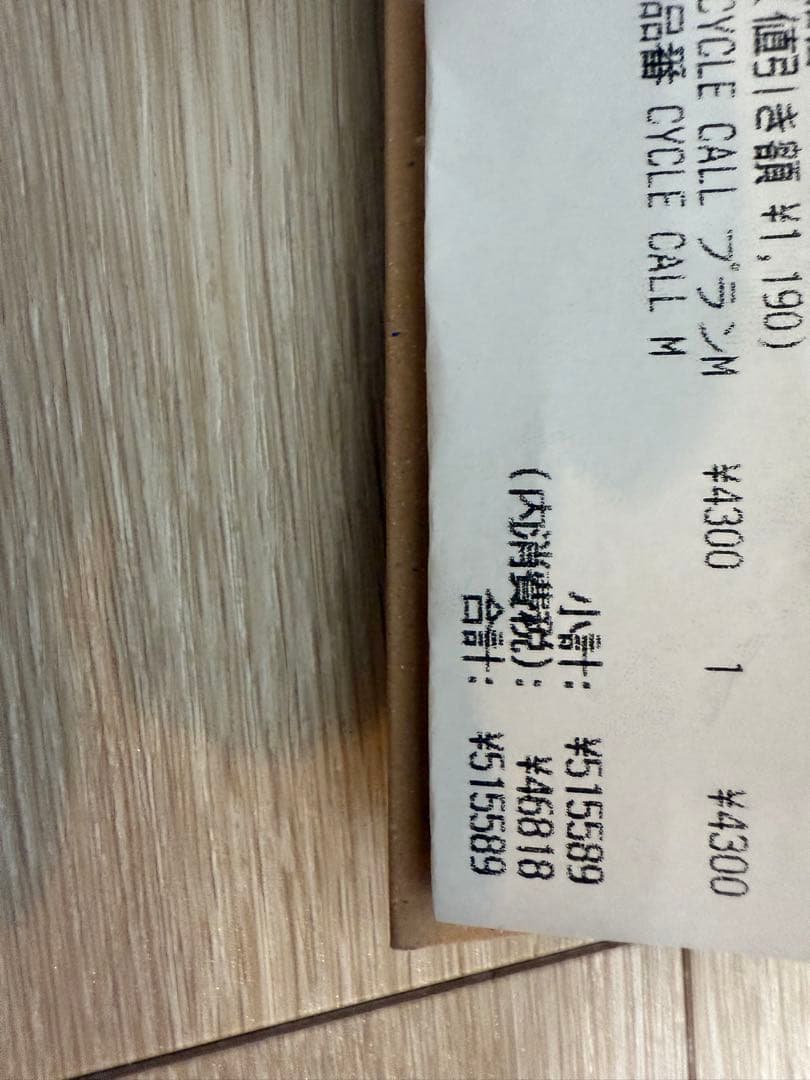 値引き額 ¥1,190)
CYCLE CALL プランM ¥4300 1 ¥4300
品番 CYCLE CALL M
小計: ¥515589
(内消費税): ¥46818
合計: ¥515589